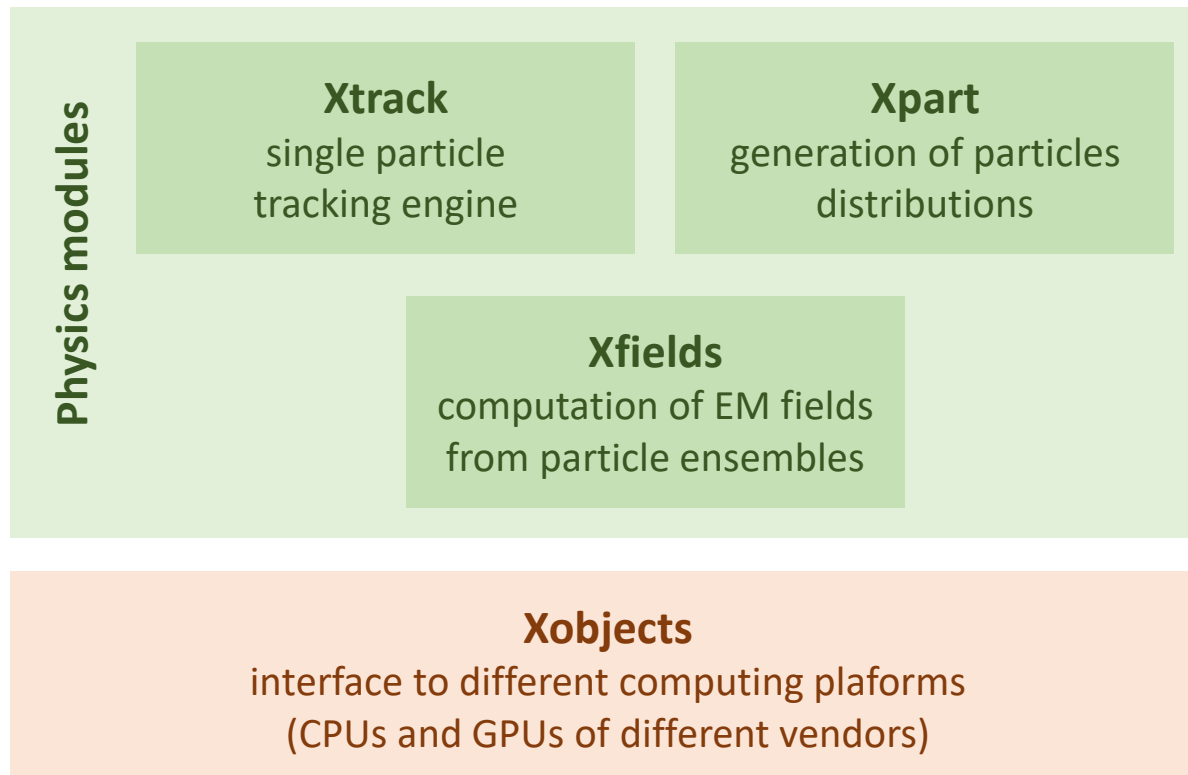 Physics modules
Xtrack
single particle
tracking engine
Xpart
generation of particles
distributions
Xfields
computation of EM fields
from particle ensembles
Xobjects
interface to different computing plaforms
(CPUs and GPUs of different vendors)